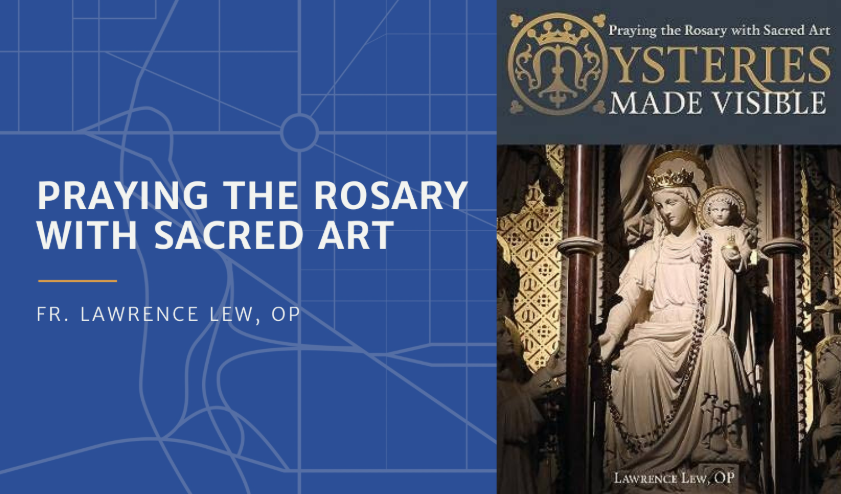 PRAYING THE ROSARY
WITH SACRED ART
FR. LAWRENCE LEW, OP
Praying the Rosary with Sacred Art
MYSTERIES
MADE VISIBLE
LAWRENCE LEW, OP